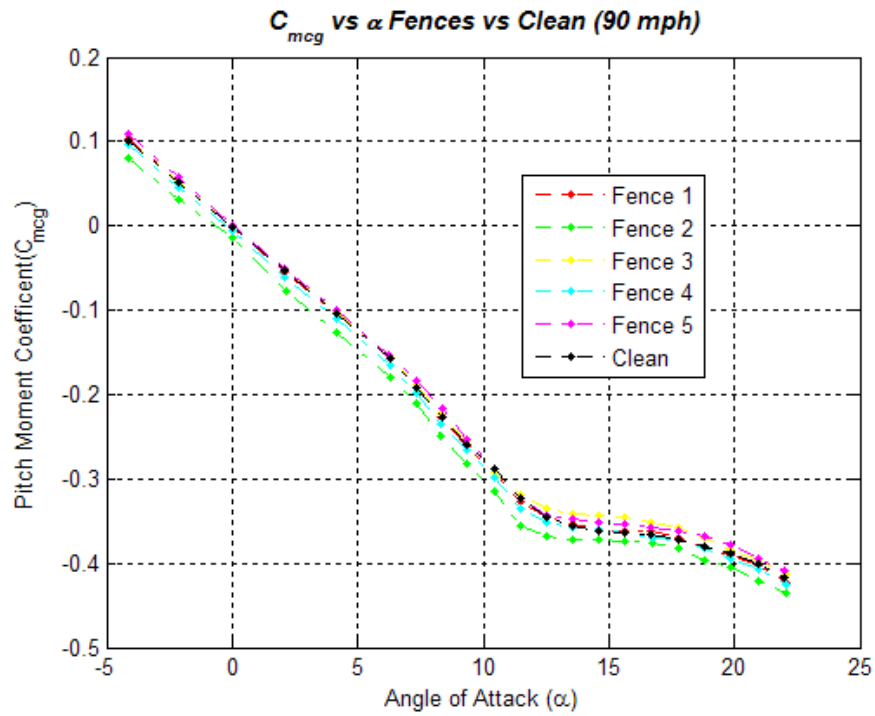 C_mcg vs α Fences vs Clean (90 mph)
0.2
0.1
0
-0.1
-0.2
-0.3
-0.4
-0.5
Pitch Moment Coefficent(C_mcg)
Fence 1
Fence 2
Fence 3
Fence 4
Fence 5
Clean
-5 0 5 10 15 20 25
Angle of Attack (α)